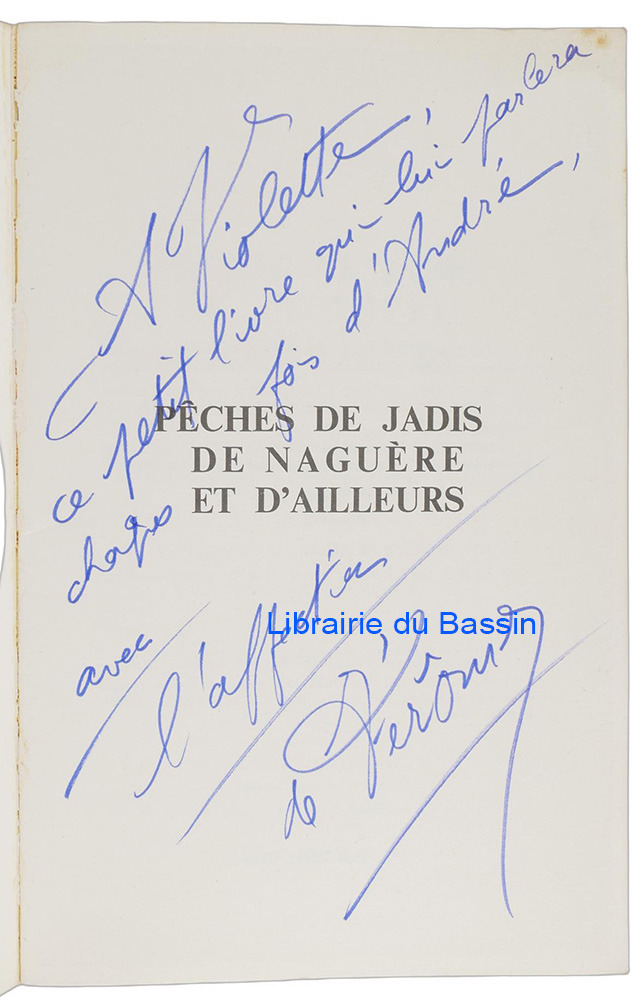 A Violette,
ce petit livre qui lui parlera
chaque fois d'André,
PÊCHES DE JADIS
DE NAGUÈRE
ET D'AILLEURS
avec l'affection
Librairie du Bassin
de Jérôme